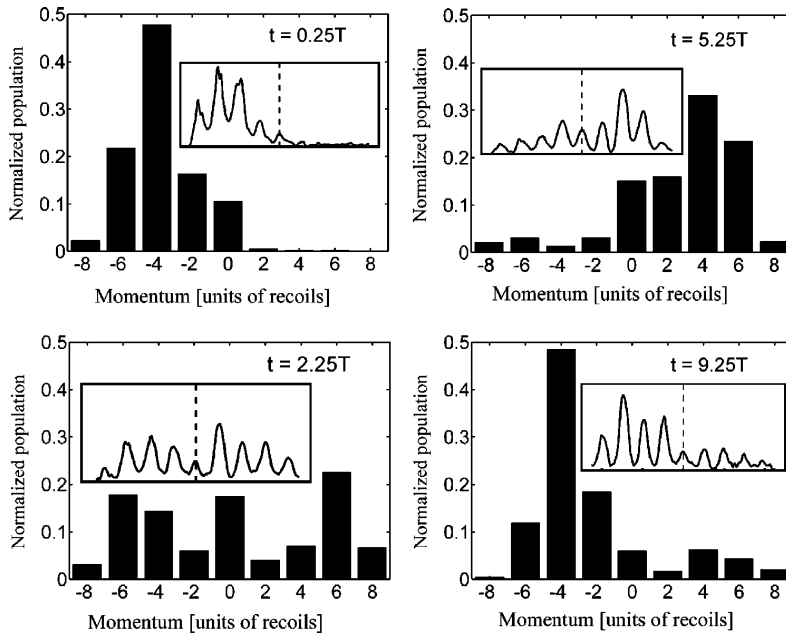 t = 0.25T
Normalized population
0.5
0.4
0.3
0.2
0.1
0
-8 -6 -4 -2 0 2 4 6 8
Momentum [units of recoils]
t = 5.25T
Normalized population
0.5
0.4
0.3
0.2
0.1
0
-8 -6 -4 -2 0 2 4 6 8
Momentum [units of recoils]
t = 2.25T
Normalized population
0.5
0.4
0.3
0.2
0.1
0
-8 -6 -4 -2 0 2 4 6 8
Momentum [units of recoils]
t = 9.25T
Normalized population
0.5
0.4
0.3
0.2
0.1
0
-8 -6 -4 -2 0 2 4 6 8
Momentum [units of recoils]